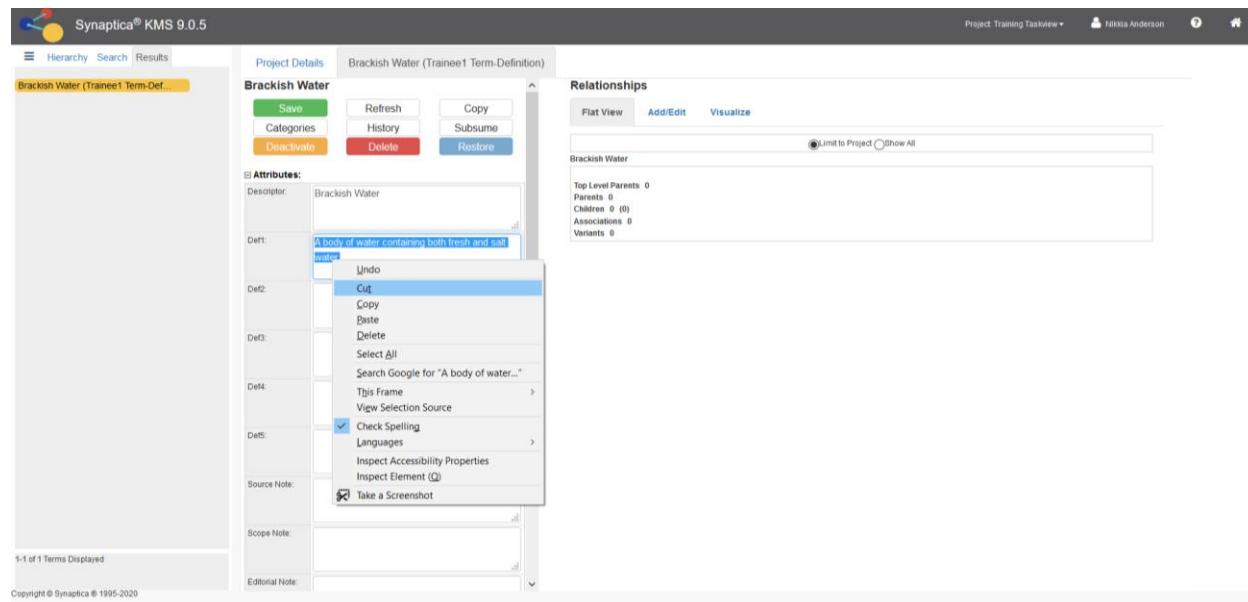 Synaptica® KMS 9.0.5
Project: Training Taskview
Nikkia Anderson
Hierarchy Search Results
Brackish Water (Trainee1 Term-Def...
1-1 of 1 Terms Displayed
Project Details
Brackish Water (Trainee1 Term-Definition)
Brackish Water
Save Refresh Copy
Categories History Subsume
Deactivate Delete Restore
Attributes:
Descriptor: Brackish Water
Def1: A body of water containing both fresh and salt
water.
Def2:
Def3:
Def4:
Def5:
Source Note:
Scope Note:
Editorial Note:
Undo
Cut
Copy
Paste
Delete
Select All
Search Google for "A body of water..."
This Frame
View Selection Source
Check Spelling
Languages
Inspect Accessibility Properties
Inspect Element (Q)
Take a Screenshot
Relationships
Flat View Add/Edit Visualize
Limit to Project Show All
Brackish Water
Top Level Parents 0
Parents 0
Children 0 (0)
Associations 0
Variants 0
Copyright © Synaptica ® 1995-2020